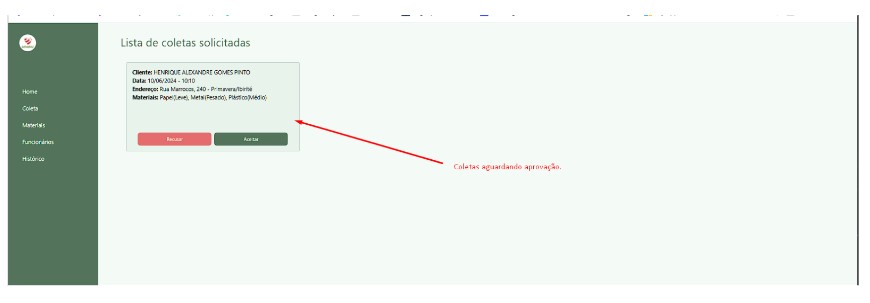 Lista de coletas solicitadas
Cliente: HENRIQUE ALEXANDRE GOMES PINTO
Data: 10/06/2024 - 10:10
Endereço: Rua Marrocos, 240 - Primavera/Ibirité
Materiais: Papel(Leve), Metal(Pesado), Plástico(Médio)
Recusar
Aceitar
Home
Coleta
Materiais
Funcionários
Histórico
Coletas aguardando aprovação.